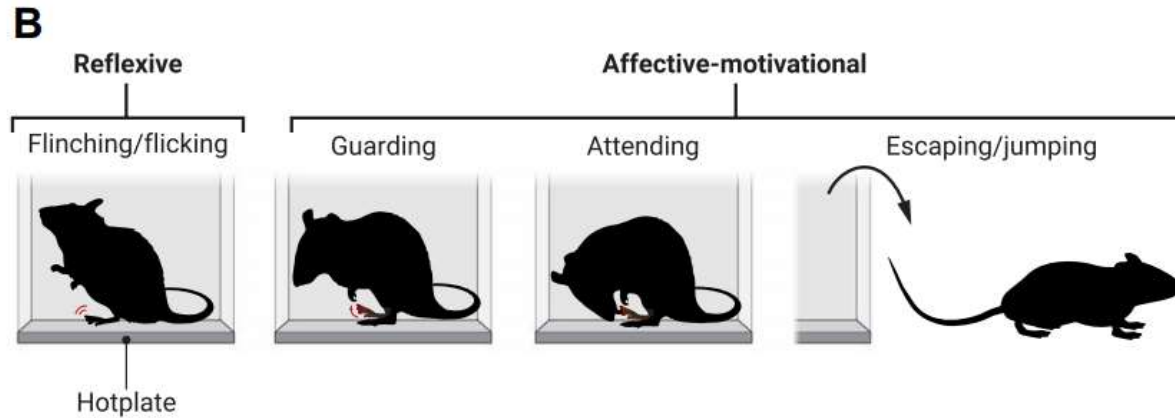 B
Reflexive
Affective-motivational
Flinching/flicking
Guarding
Attending
Escaping/jumping
Hotplate